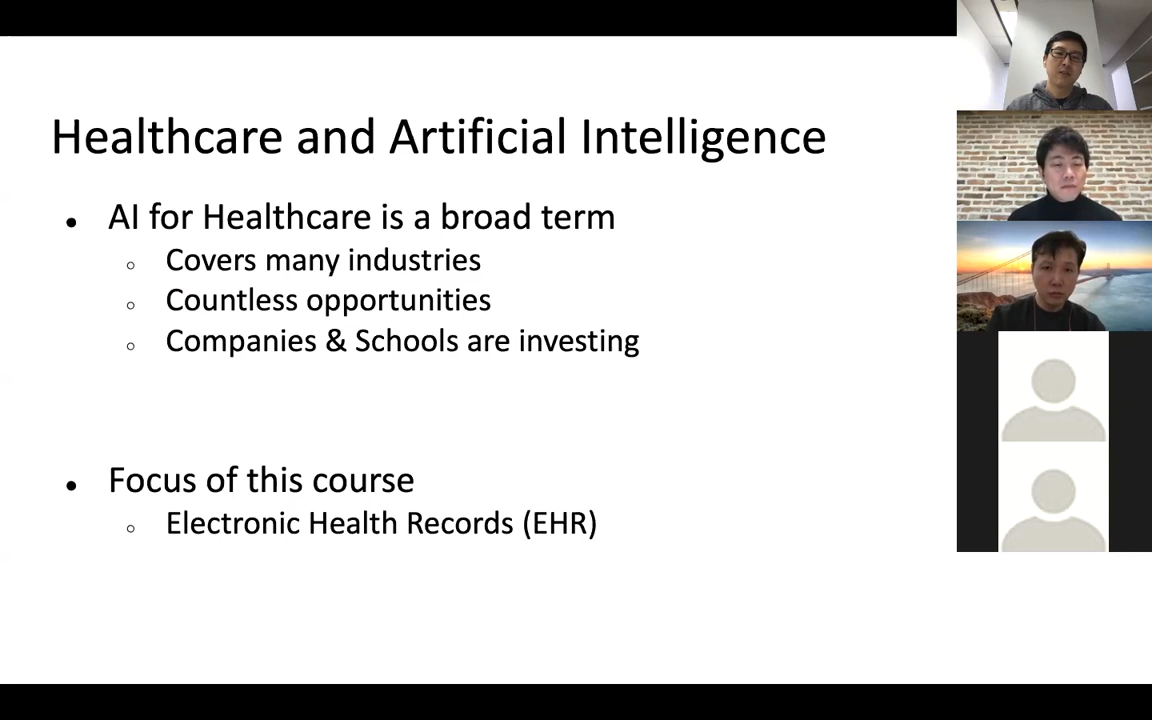 Healthcare and Artificial Intelligence
• AI for Healthcare is a broad term
○ Covers many industries
○ Countless opportunities
○ Companies & Schools are investing
• Focus of this course
○ Electronic Health Records (EHR)